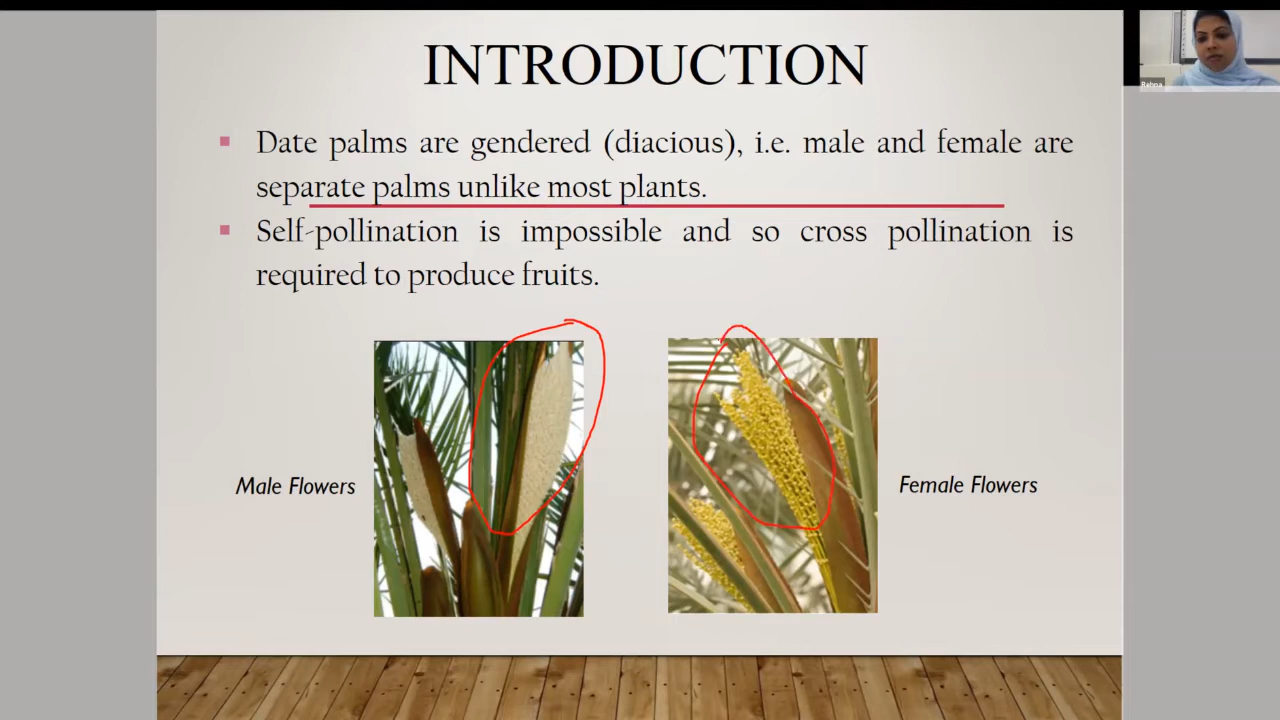 INTRODUCTION
Date palms are gendered (diacious), i.e. male and female are
separate palms unlike most plants.
Self-pollination is impossible and so cross pollination is
required to produce fruits.
Male Flowers
Female Flowers
Rehna